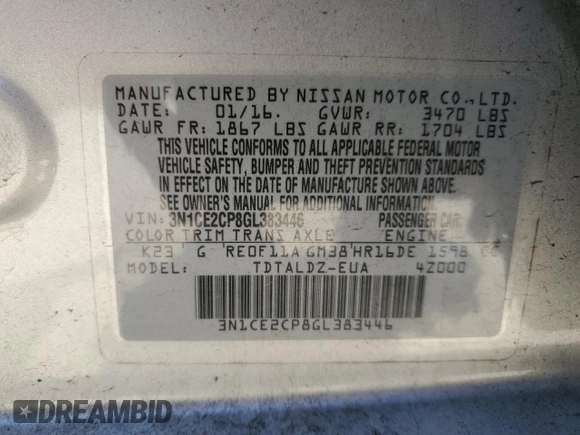 MANUFACTURED BY NISSAN MOTOR CO., LTD.
DATE: 01/16. GVWR: 3470 LBS
GAWR FR: 1867 LBS GAWR RR: 1704 LBS
THIS VEHICLE CONFORMS TO ALL APPLICABLE FEDERAL MOTOR
VEHICLE SAFETY, BUMPER AND THEFT PREVENTION STANDARDS
IN EFFECT ON THE DATE OF MANUFACTURE SHOWN ABOVE.
SEE OWNER'S MANUAL FOR ADDITIONAL INFORMATION.
VIN: 3N1CE2CP8GL383446 PASSENGER CAR
COLOR TRIM TRANS AXLE ENGINE
K23 G RE0F11A GM38 HR16DE 1598 CC
MODEL: TDTALDZ-EUA 4Z000
3N1CE2CP8GL383446
DREAMBID